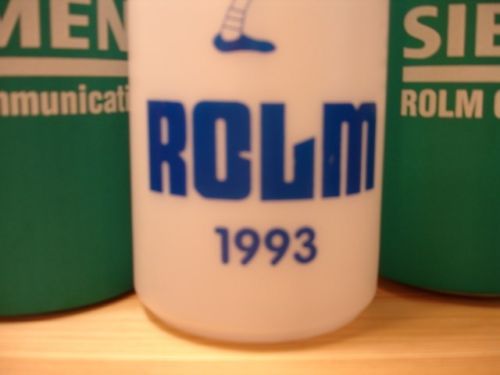 MEN
mmunicati
ROLM
1993
SIE
ROLM C